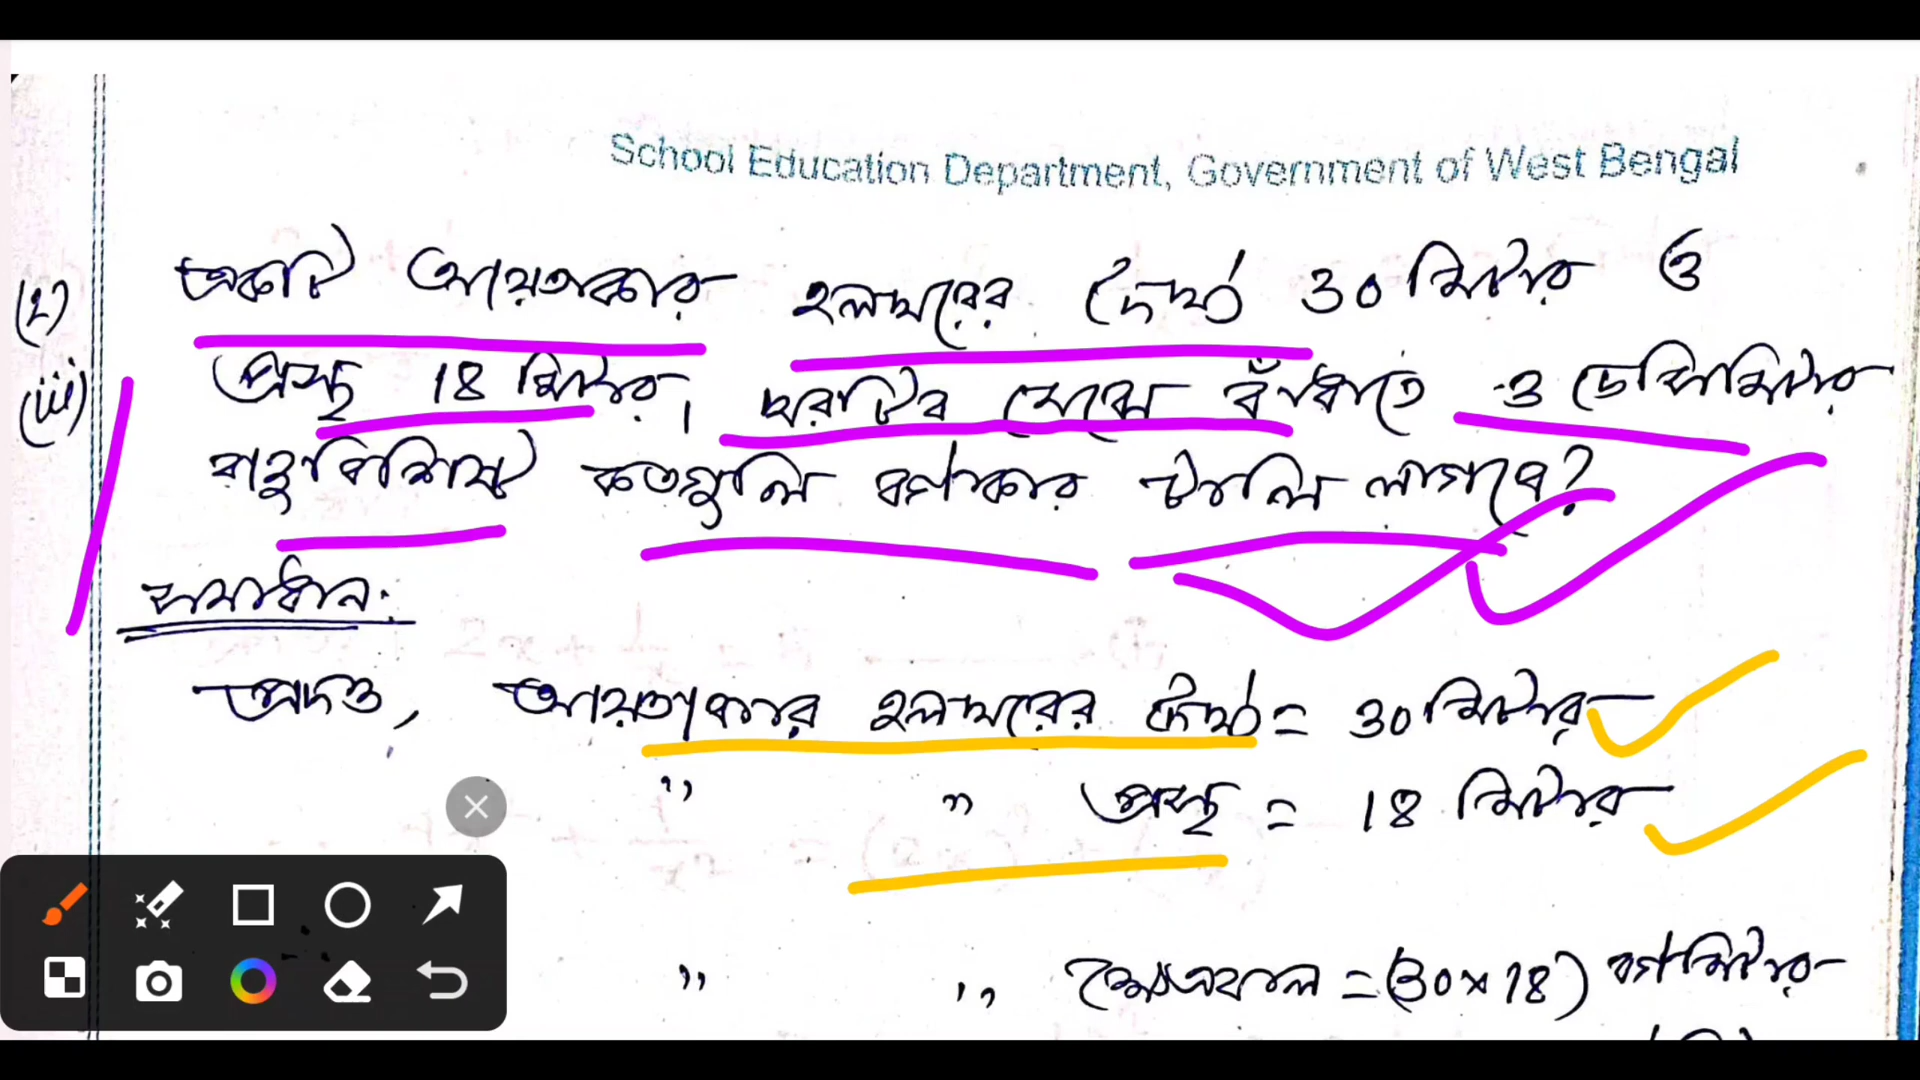 School Education Department, Government of West Bengal
(২) একটি আয়তাকার হলঘরের দৈর্ঘ্য 30 মিটার ও
(iii) প্রস্থ 18 মিটার, ঘরটির মেঝে বাঁধাতে 3 ডেসিমিটার
বাহুবিশিষ্ট কতগুলি বর্গাকার টালি লাগবে?
সমাধান:
প্রদত্ত, আয়তাকার হলঘরের দৈর্ঘ্য = 30 মিটার
" " প্রস্থ = 18 মিটার
" " ক্ষেত্রফল = (30 × 18) বর্গমিটার